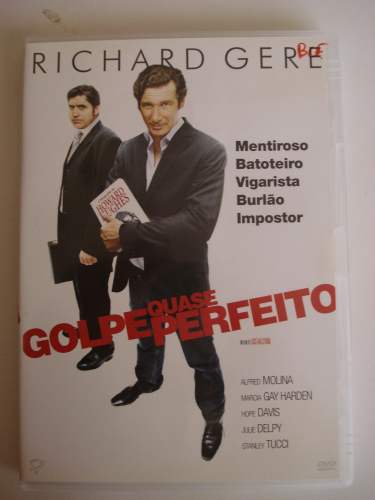 RICHARD GERE
Mentiroso
Batoteiro
Vigarista
Burlão
Impostor
HOWARD
HUGHES
GOLPE QUASE PERFEITO
ALFRED MOLINA
MARCIA GAY HARDEN
HOPE DAVIS
JULIE DELPY
STANLEY TUCCI
DVD